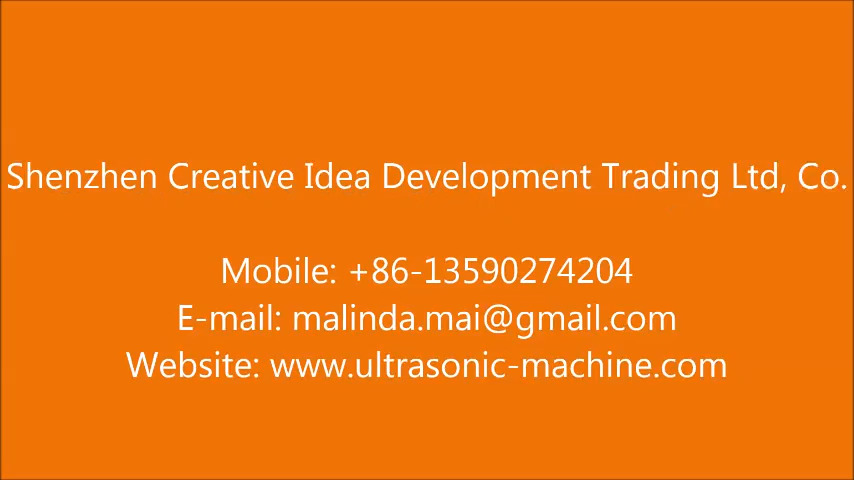 Shenzhen Creative Idea Development Trading Ltd, Co.
Mobile: +86-13590274204
E-mail: malinda.mai@gmail.com
Website: www.ultrasonic-machine.com